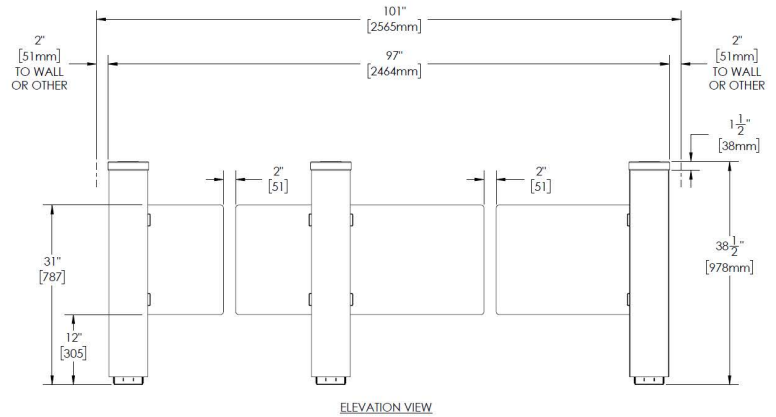 101"
[2565mm]
2"
[51mm]
TO WALL
OR OTHER
97"
[2464mm]
2"
[51mm]
TO WALL
OR OTHER
1 1/2"
[38mm]
2"
[51]
2"
[51]
31"
[787]
38 1/2"
[978mm]
12"
[305]
ELEVATION VIEW